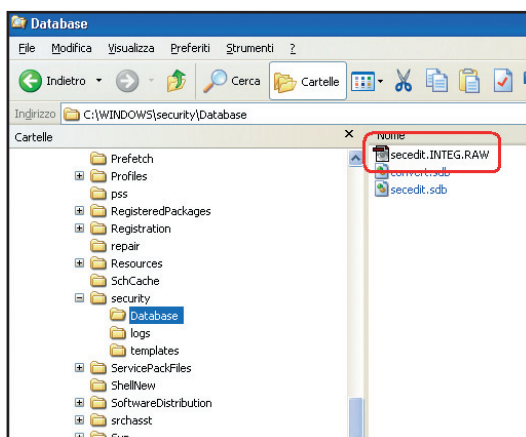 Database
File Modifica Visualizza Preferiti Strumenti ?
Indietro Cerca Cartelle
Indirizzo C:\WINDOWS\security\Database
Cartelle × Nome
Prefetch
Profiles
pss
RegisteredPackages
Registration
repair
Resources
SchCache
security
Database
logs
templates
ServicePackFiles
ShellNew
SoftwareDistribution
srchasst
Sun
secedit.INTEG.RAW
convert.sdb
secedit.sdb